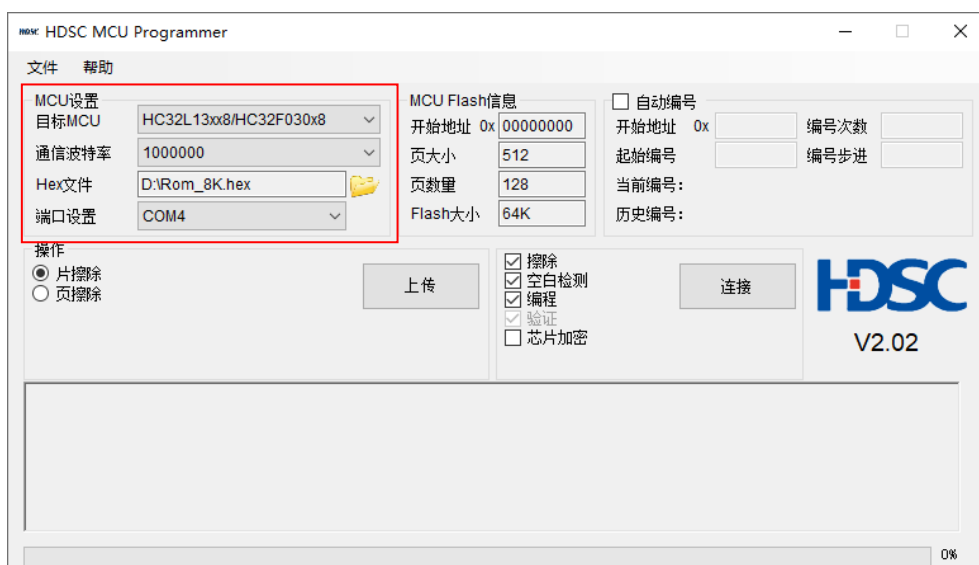 HDSC HDSC MCU Programmer
文件 帮助
MCU设置
目标MCU HC32L13xx8/HC32F030x8
通信波特率 1000000
Hex文件 D:\Rom_8K.hex
端口设置 COM4
MCU Flash信息
开始地址 0x 00000000
页大小 512
页数量 128
Flash大小 64K
自动编号
开始地址 0x 编号次数
起始编号 编号步进
当前编号:
历史编号:
操作
片擦除
页擦除
上传
擦除
空白检测
编程
验证
芯片加密
连接
HDSC
V2.02
0%